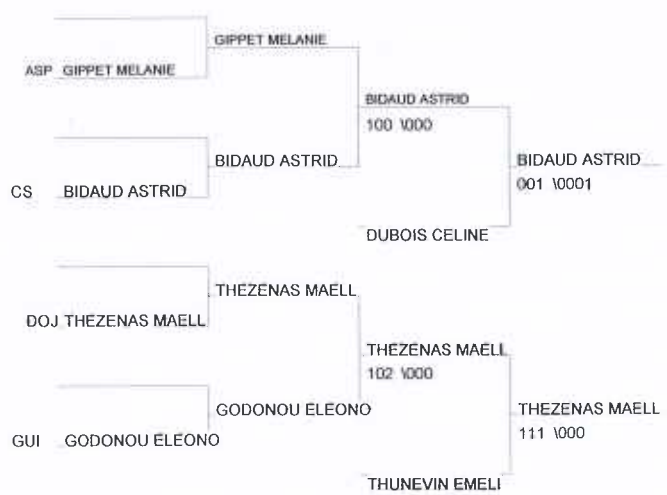 GIPPET MELANIE
ASP GIPPET MELANIE
BIDAUD ASTRID
100 \000
BIDAUD ASTRID
BIDAUD ASTRID
001 \0001
CS BIDAUD ASTRID
DUBOIS CELINE
THEZENAS MAELL
DOJ THEZENAS MAELL
THEZENAS MAELL
102 \000
GODONOU ELEONO
THEZENAS MAELL
111 \000
GUI GODONOU ELEONO
THUNEVIN EMELI